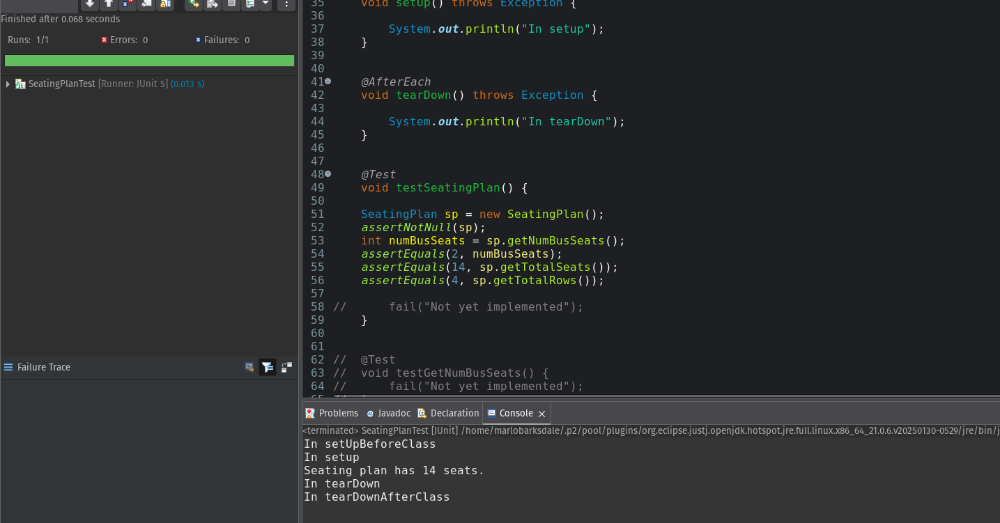 Finished after 0.068 seconds
Runs: 1/1 Errors: 0 Failures: 0
SeatingPlanTest [Runner: JUnit 5] (0.013 s)
Failure Trace
35 void setUp() throws Exception {
36
37 System.out.println("In setup");
38 }
39
40
41 @AfterEach
42 void tearDown() throws Exception {
43
44 System.out.println("In tearDown");
45 }
46
47
48 @Test
49 void testSeatingPlan() {
50
51 SeatingPlan sp = new SeatingPlan();
52 assertNotNull(sp);
53 int numBusSeats = sp.getNumBusSeats();
54 assertEquals(2, numBusSeats);
55 assertEquals(14, sp.getTotalSeats());
56 assertEquals(4, sp.getTotalRows());
57
58 // fail("Not yet implemented");
59 }
60
61
62 // @Test
63 // void testGetNumBusSeats() {
64 // fail("Not yet implemented");
65 // }
Problems @ Javadoc Declaration Console
<terminated> SeatingPlanTest [JUnit] /home/marlobarksdale/.p2/pool/plugins/org.eclipse.justj.openjdk.hotspot.jre.full.linux.x86_64_21.0.6.v20250130-0529/jre/bin/j
In setUpBeforeClass
In setup
Seating plan has 14 seats.
In tearDown
In tearDownAfterClass